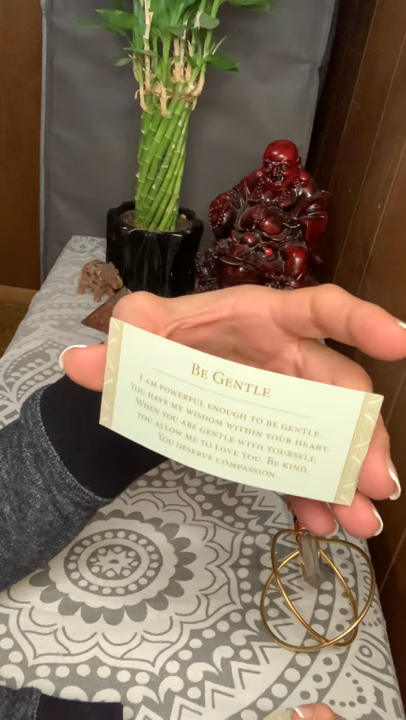 Be Gentle
I am powerful enough to be gentle.
You have my wisdom within your heart.
When you are gentle with yourself,
you allow me to love you. Be kind.
You deserve compassion.